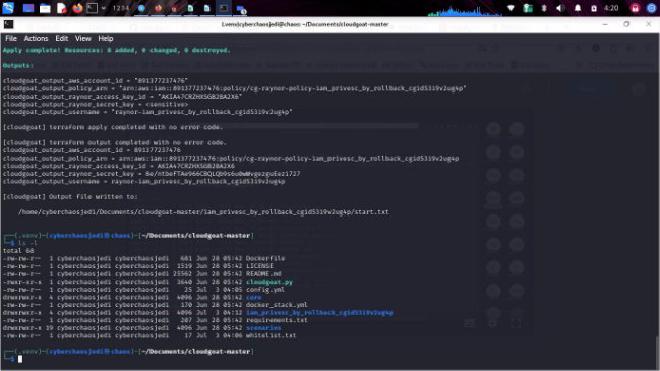 1 2 3 4
4:20
(.venv)cyberchaosjedi@chaos: ~/Documents/cloudgoat-master
File Actions Edit View Help
Apply complete! Resources: 0 added, 0 changed, 0 destroyed.
Outputs:
cloudgoat_output_aws_account_id = "891377237476"
cloudgoat_output_policy_arn = "arn:aws:iam::891377237476:policy/cg-raynor-policy-iam_privesc_by_rollback_cgid5319v2ug4p"
cloudgoat_output_raynor_access_key_id = "AKIA47CRZHXSGB2BA2X6"
cloudgoat_output_raynor_secret_key = <sensitive>
cloudgoat_output_username = "raynor-iam_privesc_by_rollback_cgid5319v2ug4p"
[cloudgoat] terraform apply completed with no error code.
[cloudgoat] terraform output completed with no error code.
cloudgoat_output_aws_account_id = 891377237476
cloudgoat_output_policy_arn = arn:aws:iam::891377237476:policy/cg-raynor-policy-iam_privesc_by_rollback_cgid5319v2ug4p
cloudgoat_output_raynor_access_key_id = AKIA47CRZHXSGB2BA2X6
cloudgoat_output_raynor_secret_key =
cloudgoat_output_username = raynor-iam_privesc_by_rollback_cgid5319v2ug4p
[cloudgoat] Output file written to:
/home/cyberchaosjedi/Documents/cloudgoat-master/iam_privesc_by_rollback_cgid5319v2ug4p/start.txt
(.venv)-(cyberchaosjedi@chaos)-[~/Documents/cloudgoat-master]
$ ls -l
total 68
-rw-rw-r-- 1 cyberchaosjedi cyberchaosjedi 681 Jun 28 05:42 Dockerfile
-rw-rw-r-- 1 cyberchaosjedi cyberchaosjedi 1519 Jun 28 05:42 LICENSE
-rw-rw-r-- 1 cyberchaosjedi cyberchaosjedi 25562 Jun 28 05:42 README.md
-rwxr-xr-x 1 cyberchaosjedi cyberchaosjedi 3640 Jun 28 05:42 cloudgoat.py
-rw-rw-r-- 1 cyberchaosjedi cyberchaosjedi 25 Jul 3 04:05 config.yml
drwxrwxr-x 4 cyberchaosjedi cyberchaosjedi 4096 Jun 28 05:42 core
-rw-rw-r-- 1 cyberchaosjedi cyberchaosjedi 170 Jun 28 05:42 docker_stack.yml
drwxrwxr-x 4 cyberchaosjedi cyberchaosjedi 4096 Jul 3 04:12 iam_privesc_by_rollback_cgid5319v2ug4p
-rw-rw-r-- 1 cyberchaosjedi cyberchaosjedi 207 Jun 28 05:42 requirements.txt
drwxrwxr-x 19 cyberchaosjedi cyberchaosjedi 4096 Jun 28 05:42 scenarios
-rw-rw-r-- 1 cyberchaosjedi cyberchaosjedi 17 Jul 3 04:06 whitelist.txt
(.venv)-(cyberchaosjedi@chaos)-[~/Documents/cloudgoat-master]
$